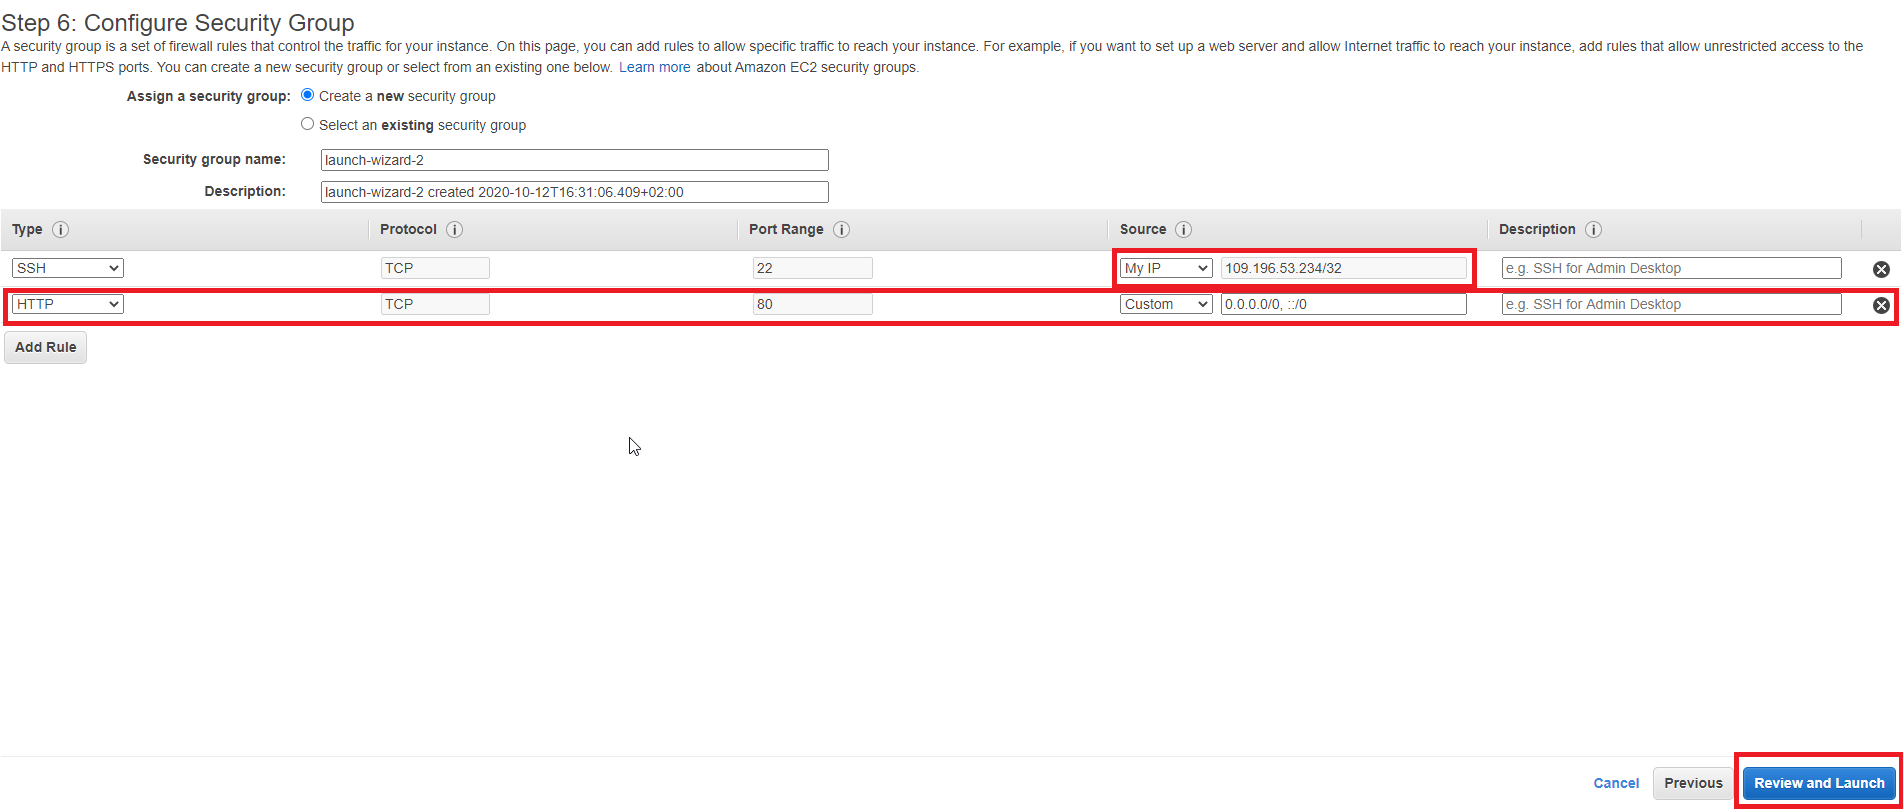 Step 6: Configure Security Group
A security group is a set of firewall rules that control the traffic for your instance. On this page, you can add rules to allow specific traffic to reach your instance. For example, if you want to set up a web server and allow Internet traffic to reach your instance, add rules that allow unrestricted access to the
HTTP and HTTPS ports. You can create a new security group or select from an existing one below. Learn more about Amazon EC2 security groups.
Assign a security group: Create a new security group
Select an existing security group
Security group name: launch-wizard-2
Description: launch-wizard-2 created 2020-10-12T16:31:06.409+02:00
Type i Protocol i Port Range i Source i Description i
SSH TCP 22 My IP 109.196.53.234/32 e.g. SSH for Admin Desktop
HTTP TCP 80 Custom 0.0.0.0/0, ::/0 e.g. SSH for Admin Desktop
Add Rule
Cancel Previous Review and Launch